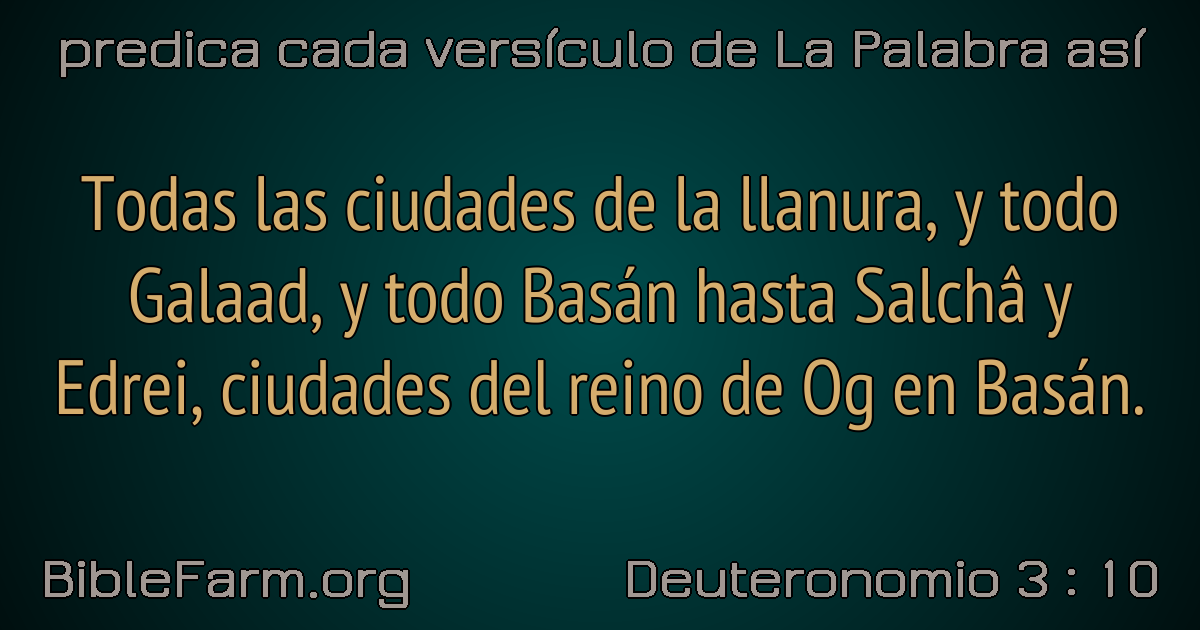 predica cada versículo de La Palabra así
Todas las ciudades de la llanura, y todo
Galaad, y todo Basán hasta Salchâ y
Edrei, ciudades del reino de Og en Basán.
BibleFarm.org
Deuteronomio 3 : 10